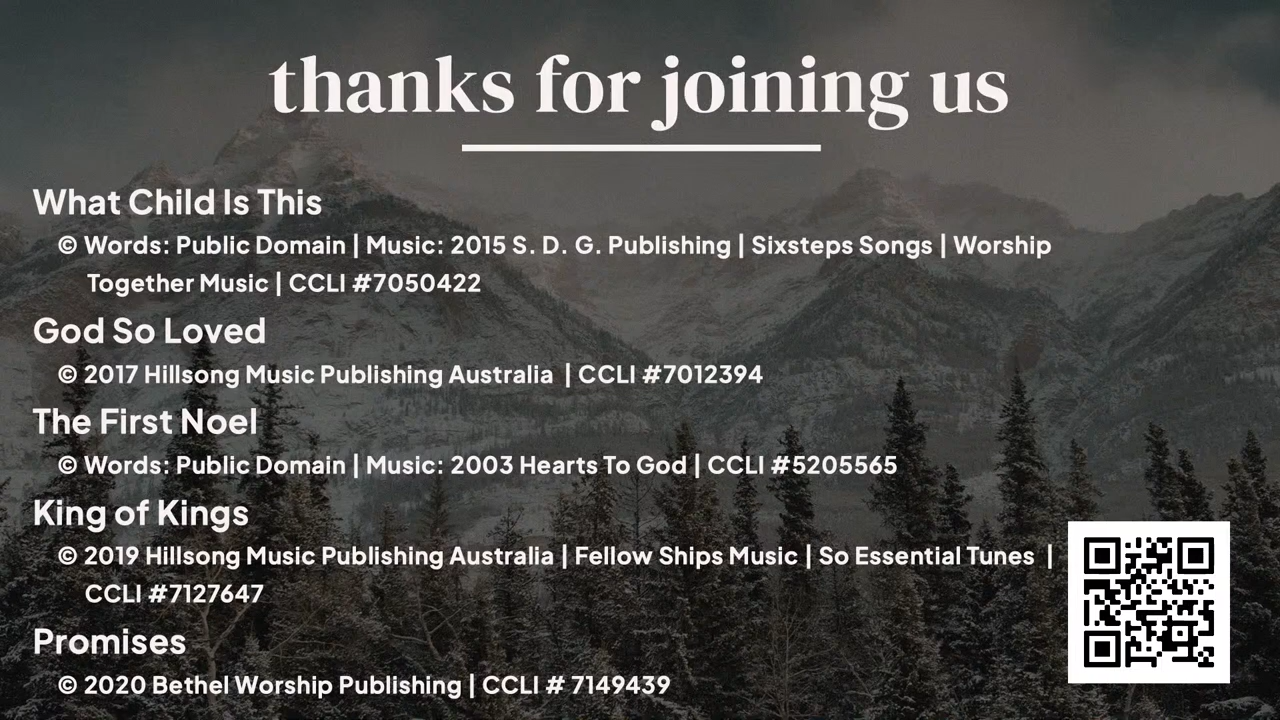 thanks for joining us
What Child Is This
© Words: Public Domain | Music: 2015 S. D. G. Publishing | Sixsteps Songs | Worship
Together Music | CCLI #7050422
God So Loved
© 2017 Hillsong Music Publishing Australia | CCLI #7012394
The First Noel
© Words: Public Domain | Music: 2003 Hearts To God | CCLI #5205565
King of Kings
© 2019 Hillsong Music Publishing Australia | Fellow Ships Music | So Essential Tunes |
CCLI #7127647
Promises
© 2020 Bethel Worship Publishing | CCLI # 7149439